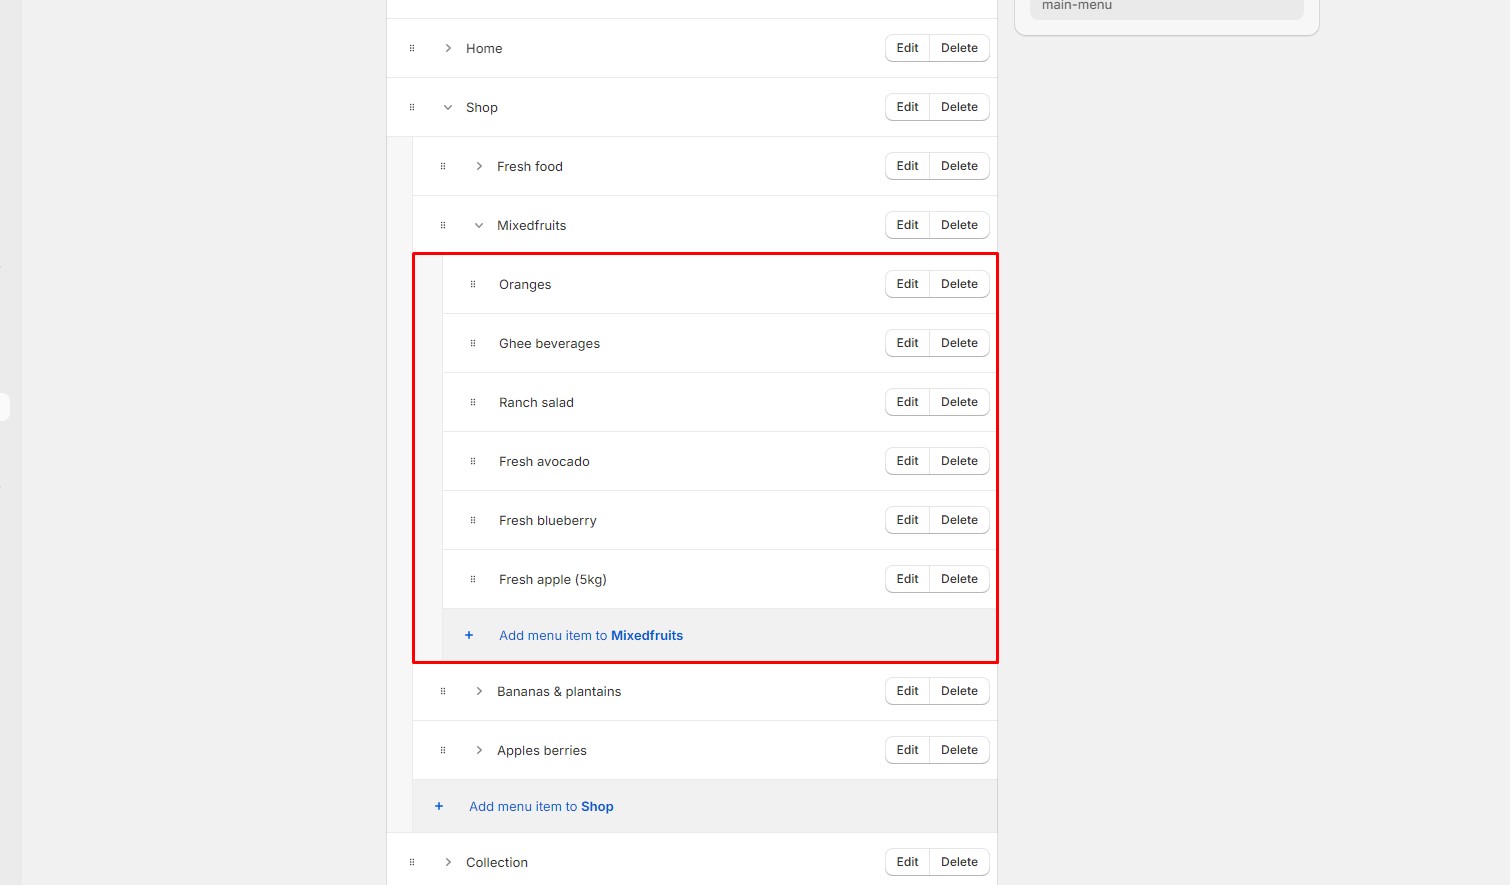 main-menu
Home Edit Delete
Shop Edit Delete
Fresh food Edit Delete
Mixedfruits Edit Delete
Oranges Edit Delete
Ghee beverages Edit Delete
Ranch salad Edit Delete
Fresh avocado Edit Delete
Fresh blueberry Edit Delete
Fresh apple (5kg) Edit Delete
+ Add menu item to Mixedfruits
Bananas & plantains Edit Delete
Apples berries Edit Delete
+ Add menu item to Shop
Collection Edit Delete